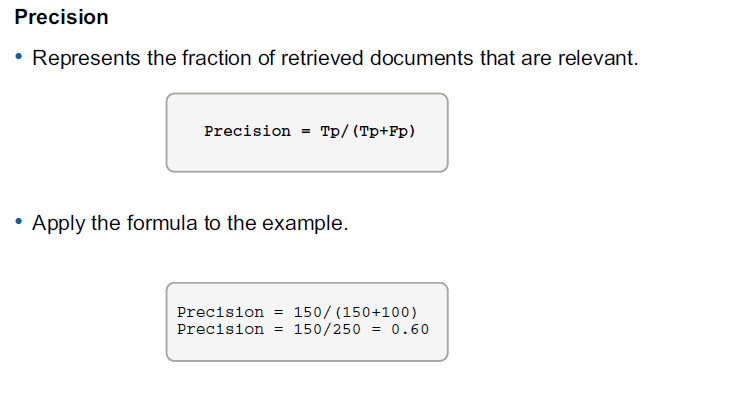 Precision
• Represents the fraction of retrieved documents that are relevant.
Precision = Tp/(Tp+Fp)
• Apply the formula to the example.
Precision = 150/(150+100)
Precision = 150/250 = 0.60